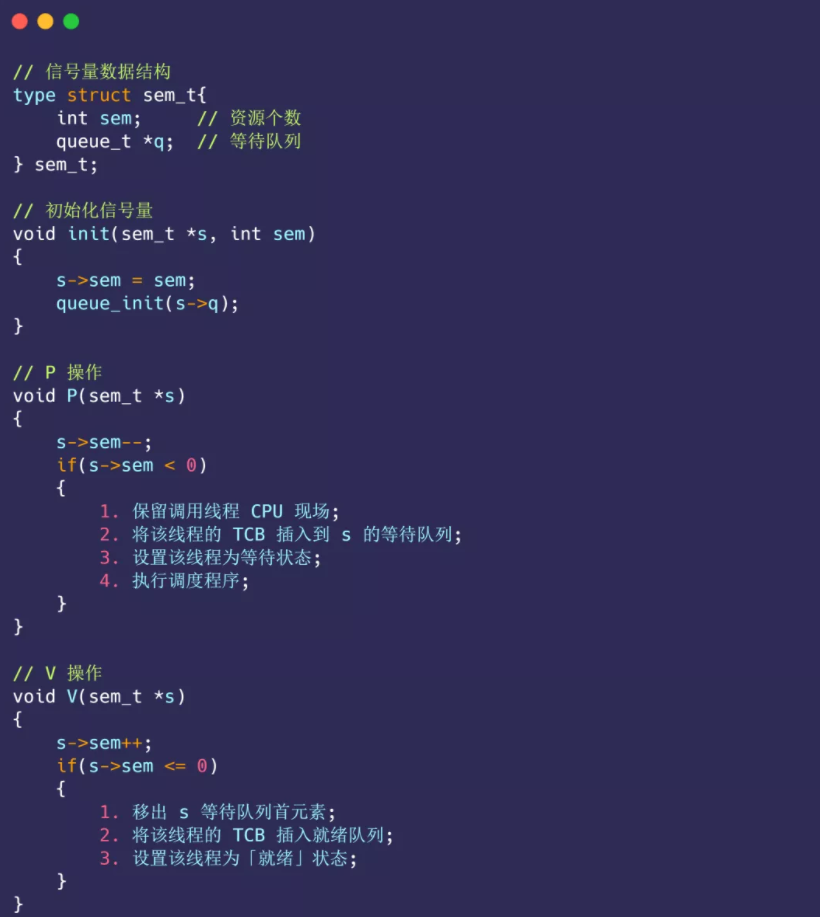 // 信号量数据结构
type struct sem_t{
    int sem;     // 资源个数
    queue_t *q;  // 等待队列
} sem_t;

// 初始化信号量
void init(sem_t *s, int sem)
{
    s->sem = sem;
    queue_init(s->q);
}

// P 操作
void P(sem_t *s)
{
    s->sem--;
    if(s->sem < 0)
    {
        1. 保留调用线程 CPU 现场;
        2. 将该线程的 TCB 插入到 s 的等待队列;
        3. 设置该线程为等待状态;
        4. 执行调度程序;
    }
}

// V 操作
void V(sem_t *s)
{
    s->sem++;
    if(s->sem <= 0)
    {
        1. 移出 s 等待队列首元素;
        2. 将该线程的 TCB 插入就绪队列;
        3. 设置该线程为「就绪」状态;
    }
}